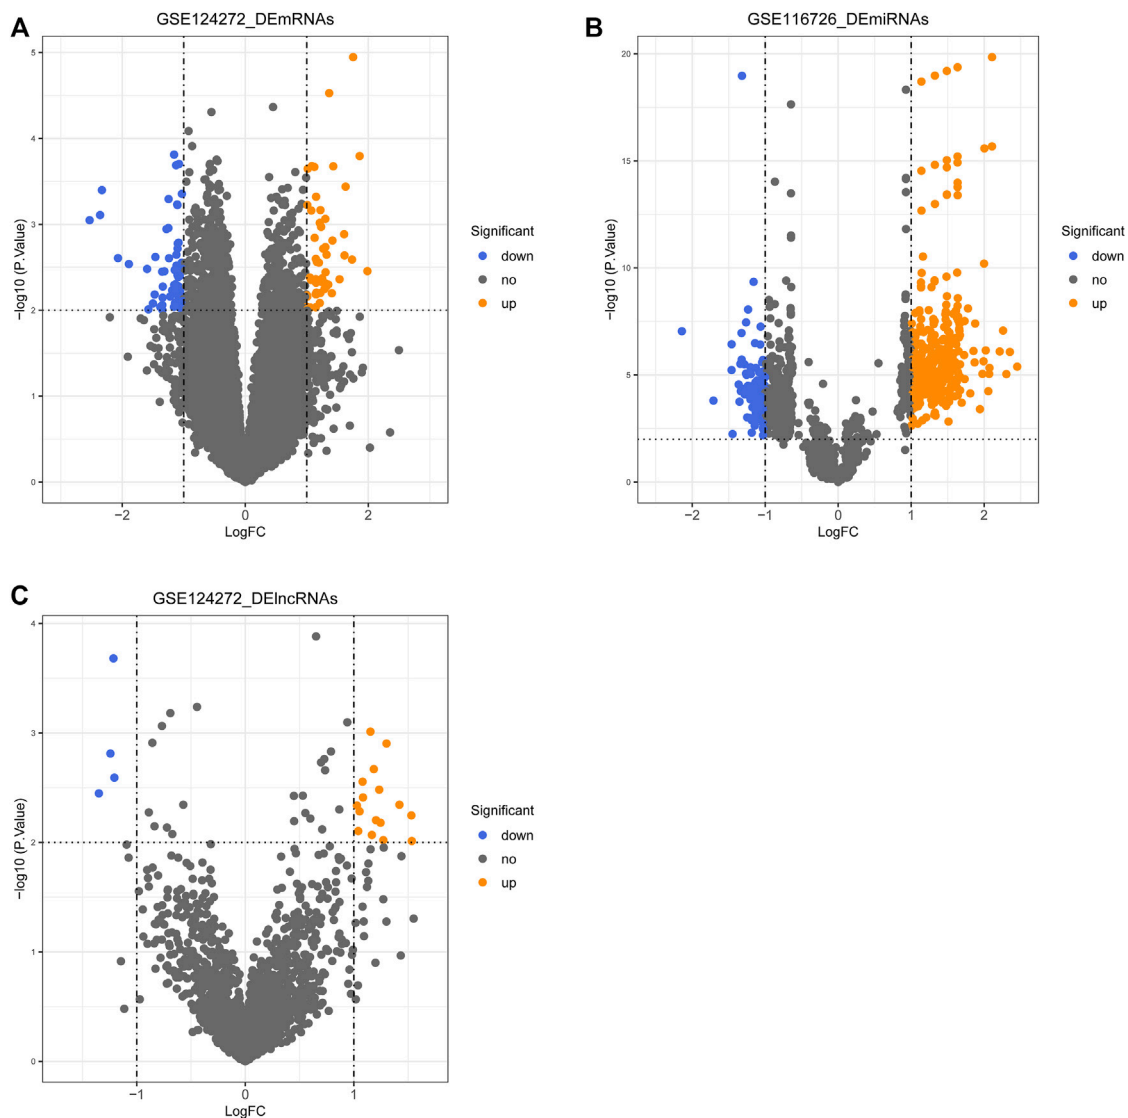 A
GSE124272_DEmRNAs
5
4
3
2
1
0
−log10 (P.Value)
−2
0
2
LogFC
Significant
down
no
up
B
GSE116726_DEmiRNAs
20
15
10
5
0
−log10 (P.Value)
−2
−1
0
1
2
LogFC
Significant
down
no
up
C
GSE124272_DElncRNAs
4
3
2
1
0
−log10 (P.Value)
−1
0
1
LogFC
Significant
down
no
up